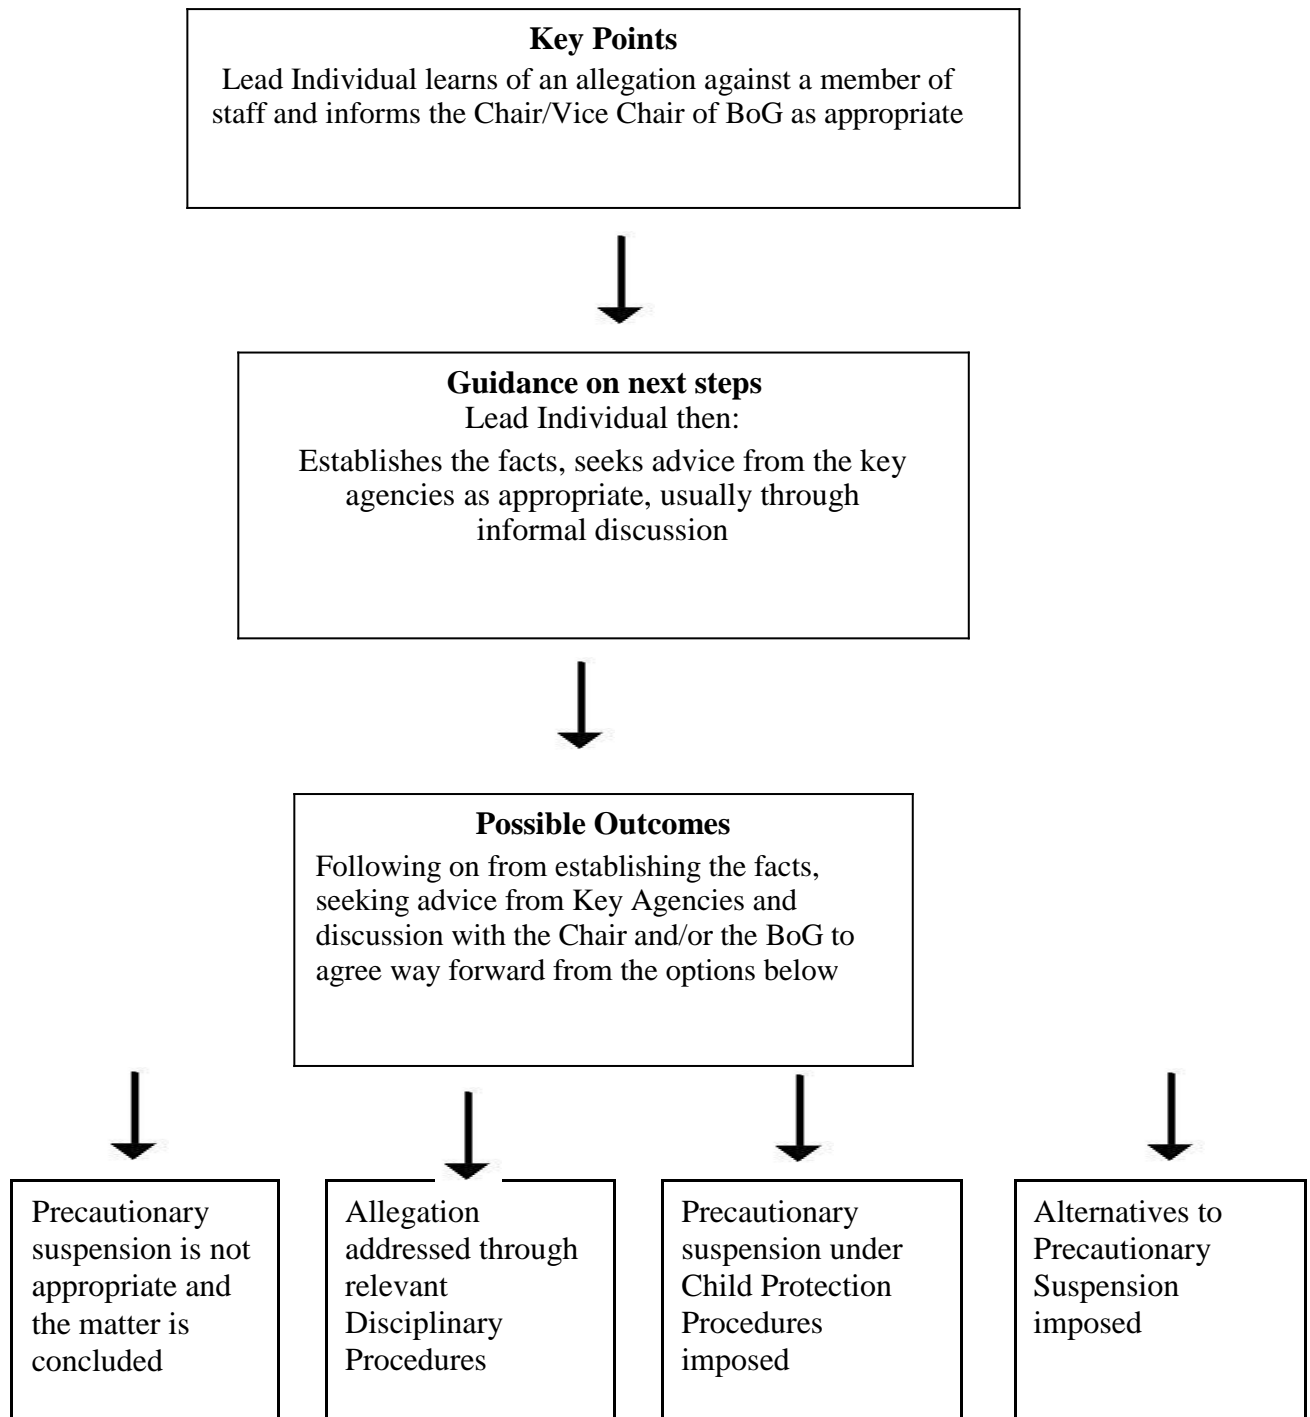 Key Points
Lead Individual learns of an allegation against a member of
staff and informs the Chair/Vice Chair of BoG as appropriate
Guidance on next steps
Lead Individual then:
Establishes the facts, seeks advice from the key
agencies as appropriate, usually through
informal discussion
Possible Outcomes
Following on from establishing the facts,
seeking advice from Key Agencies and
discussion with the Chair and/or the BoG to
agree way forward from the options below
Precautionary
suspension is not
appropriate and
the matter is
concluded
Allegation
addressed through
relevant
Disciplinary
Procedures
Precautionary
suspension under
Child Protection
Procedures
imposed
Alternatives to
Precautionary
Suspension
imposed